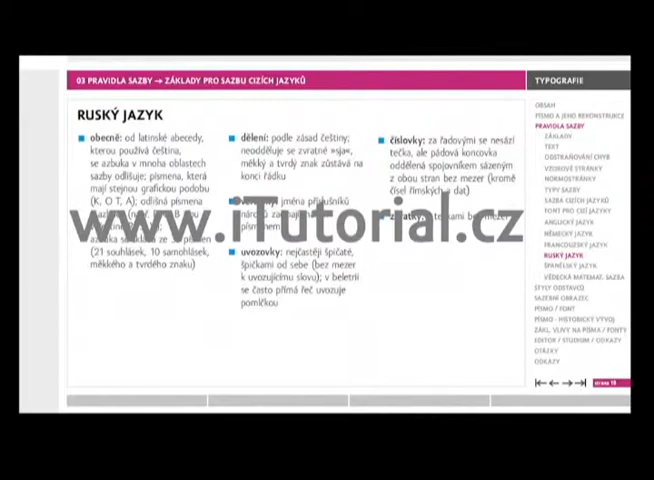 03 PRAVIDLA SAZBY → ZÁKLADY PRO SAZBU CIZÍCH JAZYKŮ
TYPOGRAFIE
RUSKÝ JAZYK
obecně: od latinské abecedy,
kterou používá čeština,
se azbuka v mnoha oblastech
sazby odlišuje; písmena, která
mají stejnou grafickou podobu
(K, O T, A); odlišná písmena
(21 souhlásek, 10 samohlásek,
měkkého a tvrdého znaku)
dělení: podle zásad češtiny;
neodděluje se zvratné »sja«,
měkký a tvrdý znak zůstává na
konci řádku
jména příslušníků
uvozovky: nejčastěji špičaté,
špičkami od sebe (bez mezer
k uvozujícímu slovu); v beletrii
se často přímá řeč uvozuje
pomlčkou
číslovky: za řadovými se nesází
tečka, ale pádová koncovka
oddělená spojovníkem sázeným
z obou stran bez mezer (kromě
čísel římských a dat)
www.iTutorial.cz
OBSAH
PÍSMO A JEHO REKONSTRUKCE
PRAVIDLA SAZBY
ZÁKLADY
TEXT
ODSTRAŇOVÁNÍ CHYB
VZOROVÉ STRÁNKY
NORMOSTRÁNKY
TYPY SAZBY
SAZBA CIZÍCH JAZYKŮ
FONT PRO CIZÍ JAZYKY
ANGLICKÝ JAZYK
NĚMECKÝ JAZYK
FRANCOUZSKÝ JAZYK
RUSKÝ JAZYK
ŠPANĚLSKÝ JAZYK
VĚDECKÁ MATEMAT. SAZBA
STYLY ODSTAVCŮ
SAZEBNÍ OBRAZEC
PÍSMO / FONT
PÍSMO - HISTORICKÝ VÝVOJ
ZÁKL. VLIVY NA PÍSMA / FONTY
EDITOR / STUDIUM / ODKAZY
OTÁZKY
ODKAZY